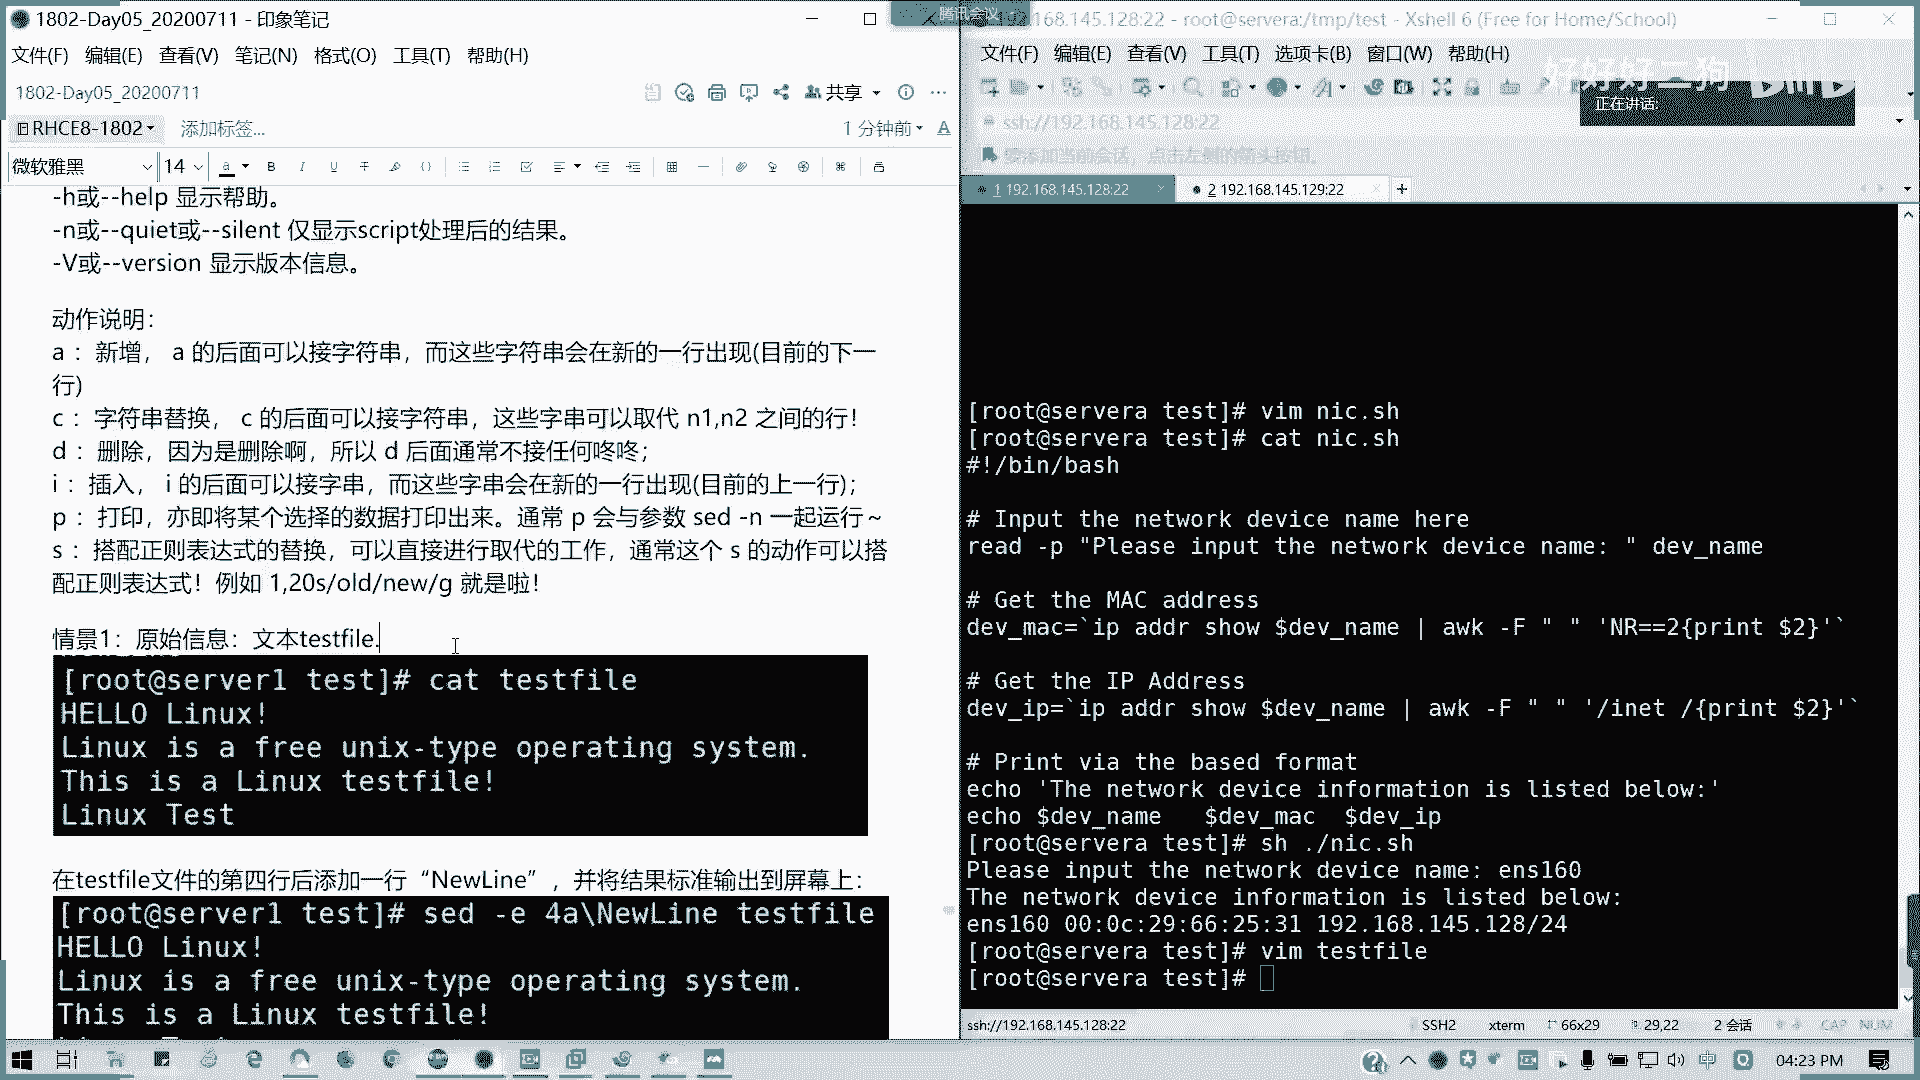 1802-Day05_20200711 - 印象笔记
文件(F) 编辑(E) 查看(V) 笔记(N) 格式(O) 工具(T) 帮助(H)
1802-Day05_20200711
共享
RHCE8-1802
添加标签...
1 分钟前
微软雅黑 14
-h或--help 显示帮助。
-n或--quiet或--silent 仅显示script处理后的结果。
-V或--version 显示版本信息。
动作说明：
a ：新增， a 的后面可以接字符串，而这些字符串会在新的一行出现(目前的下一
行)
c ：字符串替换， c 的后面可以接字符串，这些字串可以取代 n1,n2 之间的行！
d ：删除，因为是删除啊，所以 d 后面通常不接任何咚咚；
i ：插入， i 的后面可以接字串，而这些字串会在新的一行出现(目前的上一行)；
p ：打印，亦即将某个选择的数据打印出来。通常 p 会与参数 sed -n 一起运行～
s ：搭配正则表达式的替换，可以直接进行取代的工作，通常这个 s 的动作可以搭
配正则表达式！例如 1,20s/old/new/g 就是啦！
情景1：原始信息：文本testfile.
[root@server1 test]# cat testfile
HELLO Linux!
Linux is a free unix-type operating system.
This is a Linux testfile!
Linux Test
在testfile文件的第四行后添加一行“NewLine”，并将结果标准输出到屏幕上：
[root@server1 test]# sed -e 4a\NewLine testfile
HELLO Linux!
Linux is a free unix-type operating system.
This is a Linux testfile!
腾讯会议
192.168.145.128:22 - root@servera:/tmp/test - Xshell 6 (Free for Home/School)
文件(F) 编辑(E) 查看(V) 工具(T) 选项卡(B) 窗口(W) 帮助(H)
好好好二狗
正在讲话:
ssh://192.168.145.128:22
要添加当前会话，点击左侧的箭头按钮。
1 192.168.145.128:22
2 192.168.145.129:22
[root@servera test]# vim nic.sh
[root@servera test]# cat nic.sh
#!/bin/bash
# Input the network device name here
read -p "Please input the network device name: " dev_name
# Get the MAC address
dev_mac=`ip addr show $dev_name | awk -F " " 'NR==2{print $2}'`
# Get the IP Address
dev_ip=`ip addr show $dev_name | awk -F " " '/inet /{print $2}'`
# Print via the based format
echo 'The network device information is listed below:'
echo $dev_name   $dev_mac  $dev_ip
[root@servera test]# sh ./nic.sh
Please input the network device name: ens160
The network device information is listed below:
ens160 00:0c:29:66:25:31 192.168.145.128/24
[root@servera test]# vim testfile
[root@servera test]#
ssh://192.168.145.128:22
SSH2
xterm
66x29
29,22
2 会话
CAP NUM
中
04:23 PM